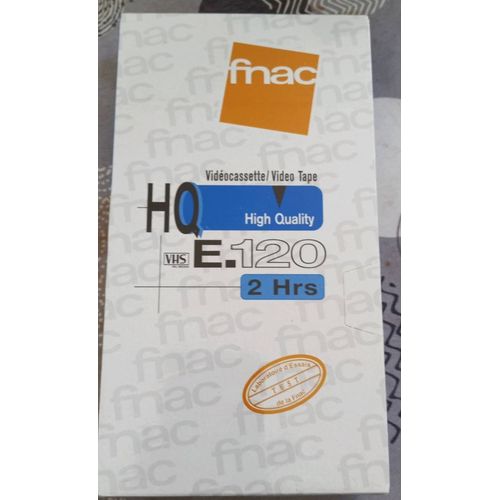 fnac
Vidéocassette/Video Tape
HQ
High Quality
VHS
E.120
2 Hrs
Laboratoire d'Essais
TEST
de la Fnac